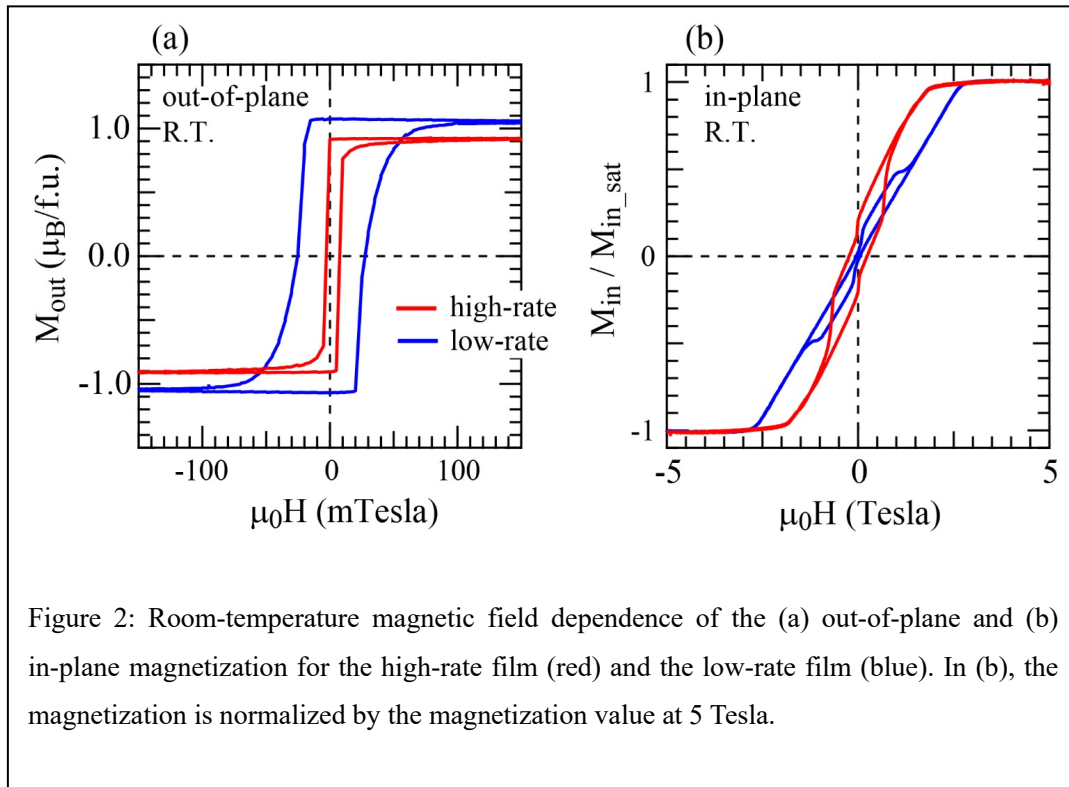 (a)
out-of-plane
R.T.
1.0
0.0
-1.0
M_out (μ_B/f.u.)
high-rate
low-rate
-100
0
100
μ₀H (mTesla)
(b)
in-plane
R.T.
1
0
-1
M_in / M_in_sat
-5
0
5
μ₀H (Tesla)
Figure 2: Room-temperature magnetic field dependence of the (a) out-of-plane and (b)
in-plane magnetization for the high-rate film (red) and the low-rate film (blue). In (b), the
magnetization is normalized by the magnetization value at 5 Tesla.